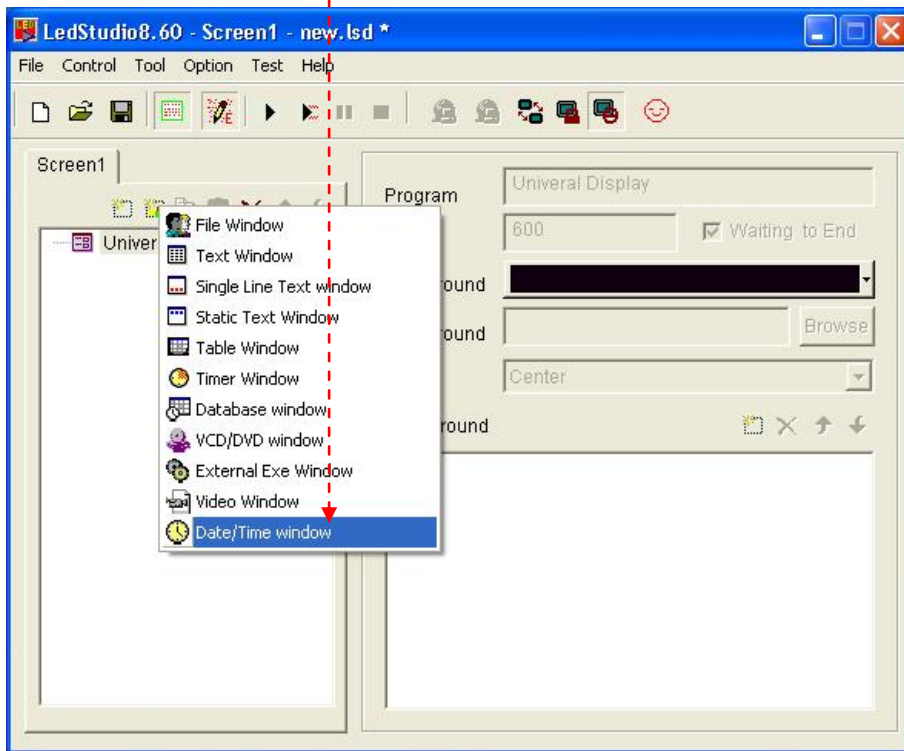 LedStudio8.60 - Screen1 - new.lsd *
File Control Tool Option Test Help
Screen1
Univer
File Window
Text Window
Single Line Text window
Static Text Window
Table Window
Timer Window
Database window
VCD/DVD window
External Exe Window
Video Window
Date/Time window
Program
Univeral Display
600
Waiting to End
ound
ound
Browse
Center
round